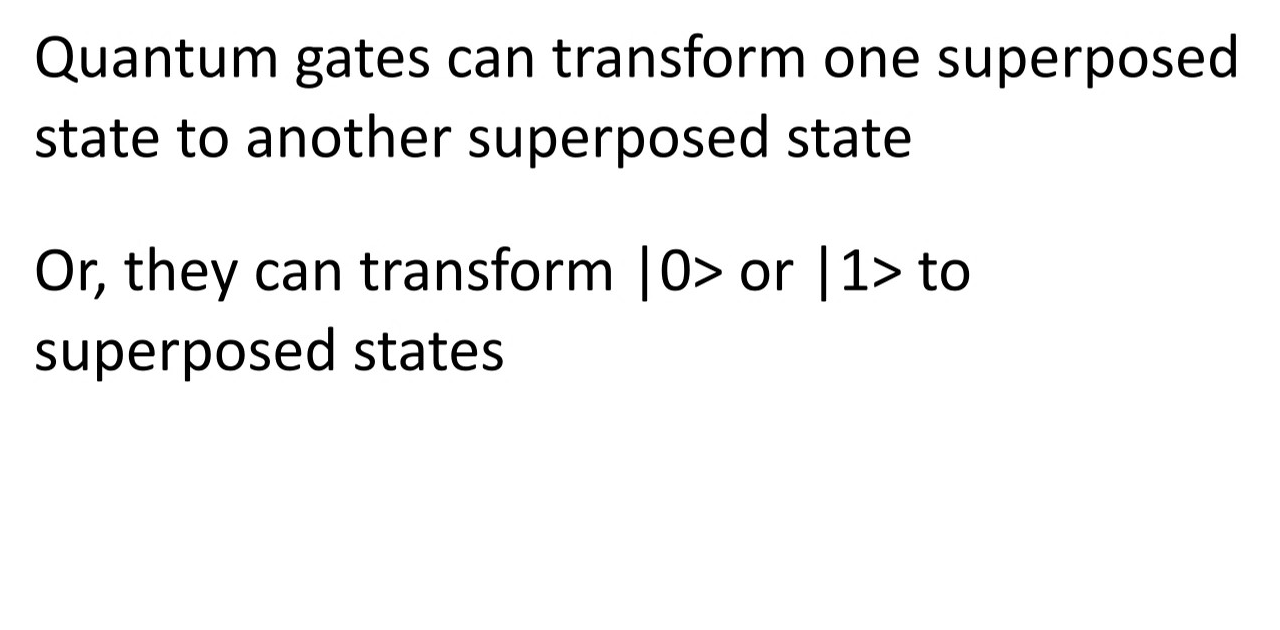 Quantum gates can transform one superposed
state to another superposed state
Or, they can transform |0> or |1> to
superposed states